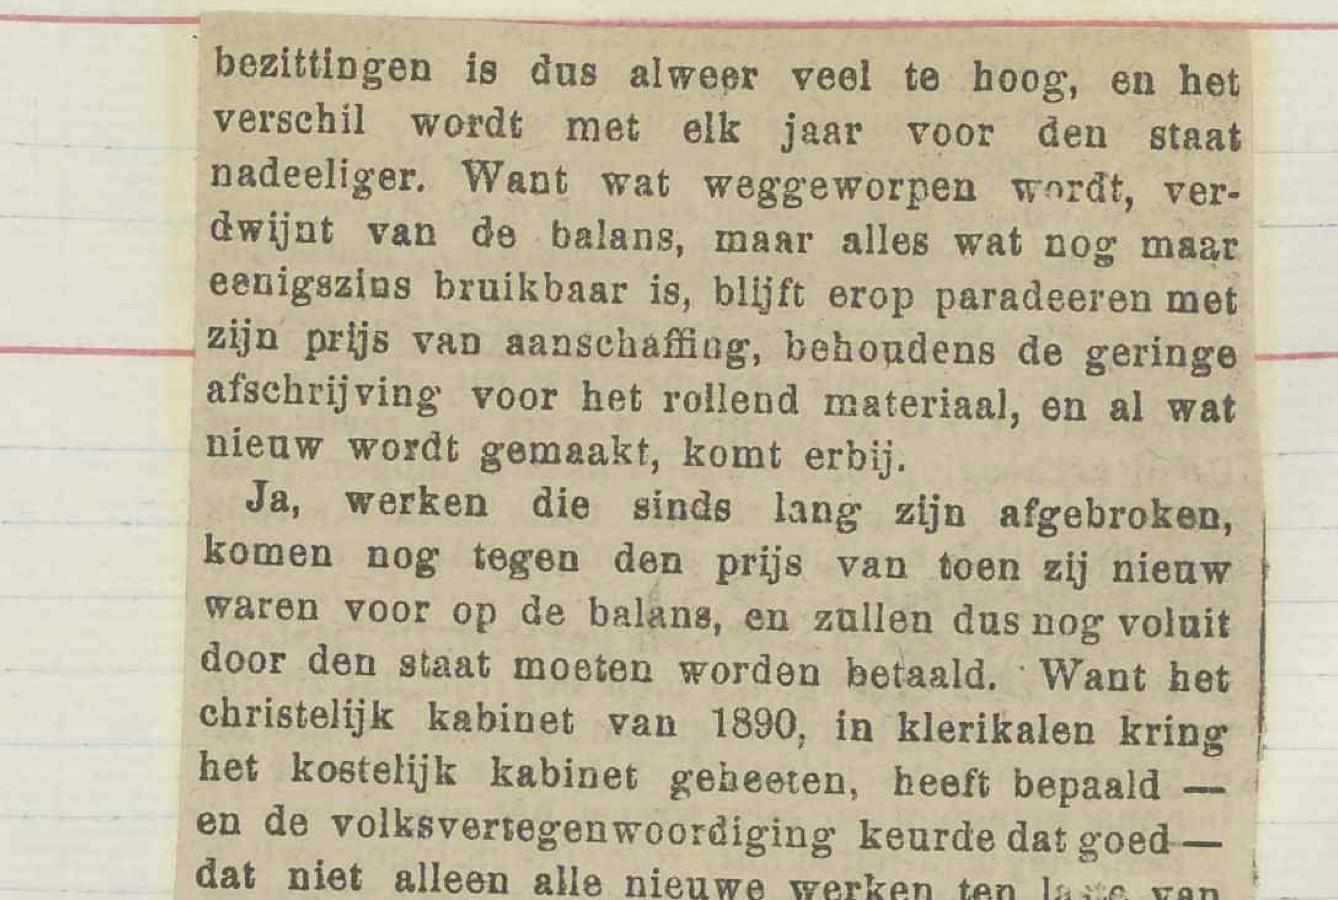 bezittingen is dus alweer veel te hoog, en het
verschil wordt met elk jaar voor den staat
nadeeliger. Want wat weggeworpen wordt, ver-
dwijnt van de balans, maar alles wat nog maar
eenigszins bruikbaar is, blijft erop paradeeren met
zijn prijs van aanschaffing, behoudens de geringe
afschrijving voor het rollend materiaal, en al wat
nieuw wordt gemaakt, komt erbij.
Ja, werken die sinds lang zijn afgebroken,
komen nog tegen den prijs van toen zij nieuw
waren voor op de balans, en zullen dus nog voluit
door den staat moeten worden betaald. Want het
christelijk kabinet van 1890, in klerikalen kring
het kostelijk kabinet geheeten, heeft bepaald —
en de volksvertegenwoordiging keurde dat goed —
dat niet alleen alle nieuwe werken ten van